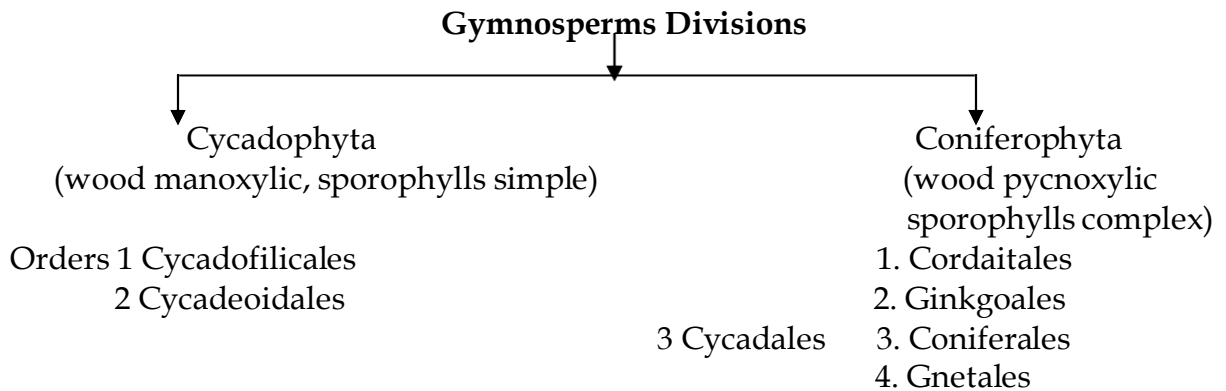 Gymnosperms Divisions
Cycadophyta
(wood manoxylic, sporophylls simple)
Coniferophyta
(wood pycnoxylic
sporophylls complex)
Orders 1 Cycadofilicales
2 Cycadeoidales
3 Cycadales
1. Cordaitales
2. Ginkgoales
3. Coniferales
4. Gnetales